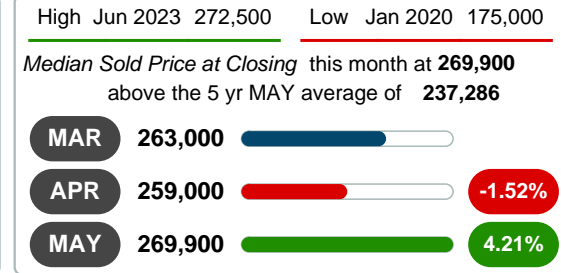 High Jun 2023 272,500 Low Jan 2020 175,000
Median Sold Price at Closing this month at 269,900
above the 5 yr MAY average of 237,286
MAR 263,000
APR 259,000 -1.52%
MAY 269,900 4.21%